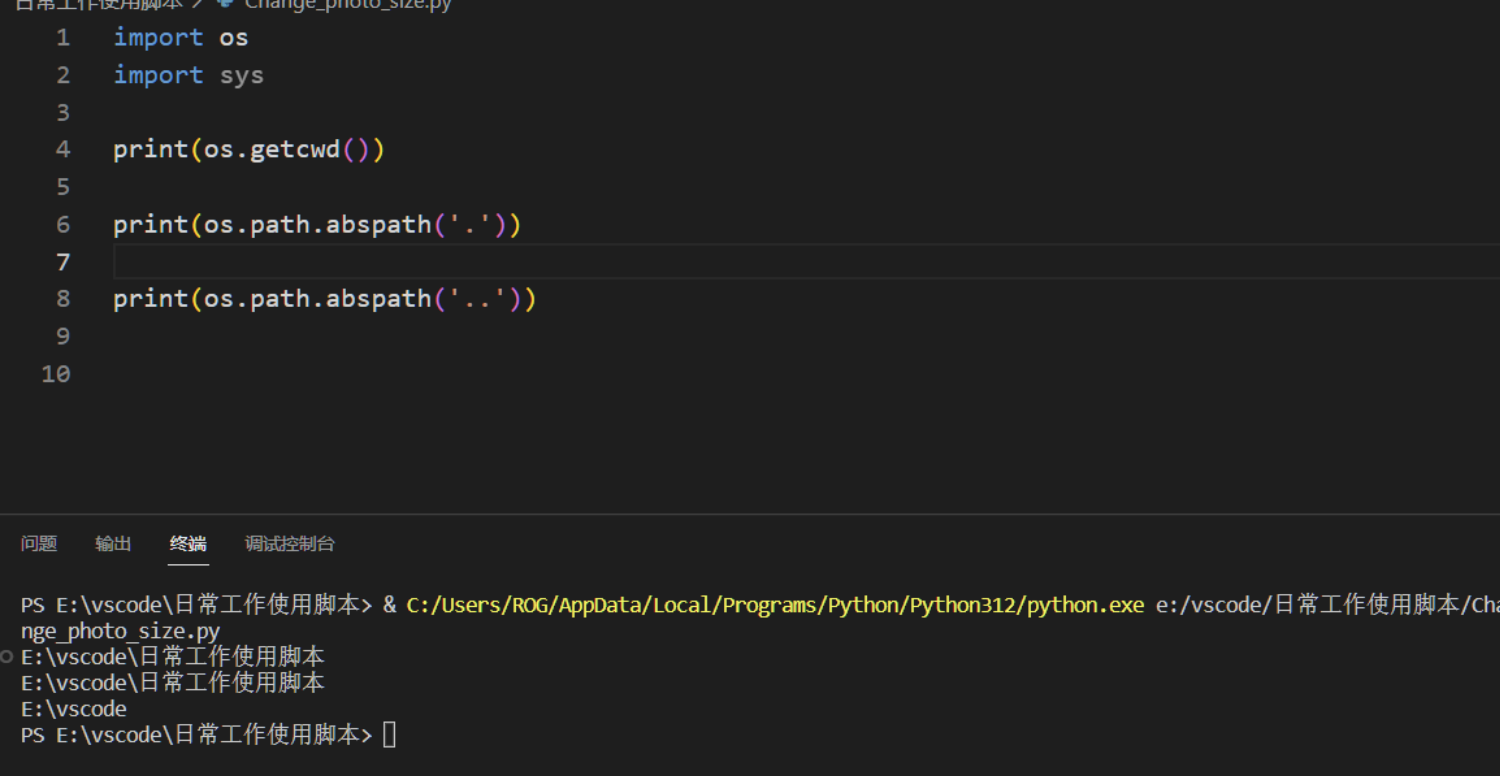 日常工作使用脚本 > Change_photo_size.py
1 import os
2 import sys
3
4 print(os.getcwd())
5
6 print(os.path.abspath('.'))
7
8 print(os.path.abspath('..'))
9
10
问题 输出 终端 调试控制台
PS E:\vscode\日常工作使用脚本> & C:/Users/ROG/AppData/Local/Programs/Python/Python312/python.exe e:/vscode/日常工作使用脚本/Cha
nge_photo_size.py
E:\vscode\日常工作使用脚本
E:\vscode\日常工作使用脚本
E:\vscode
PS E:\vscode\日常工作使用脚本>